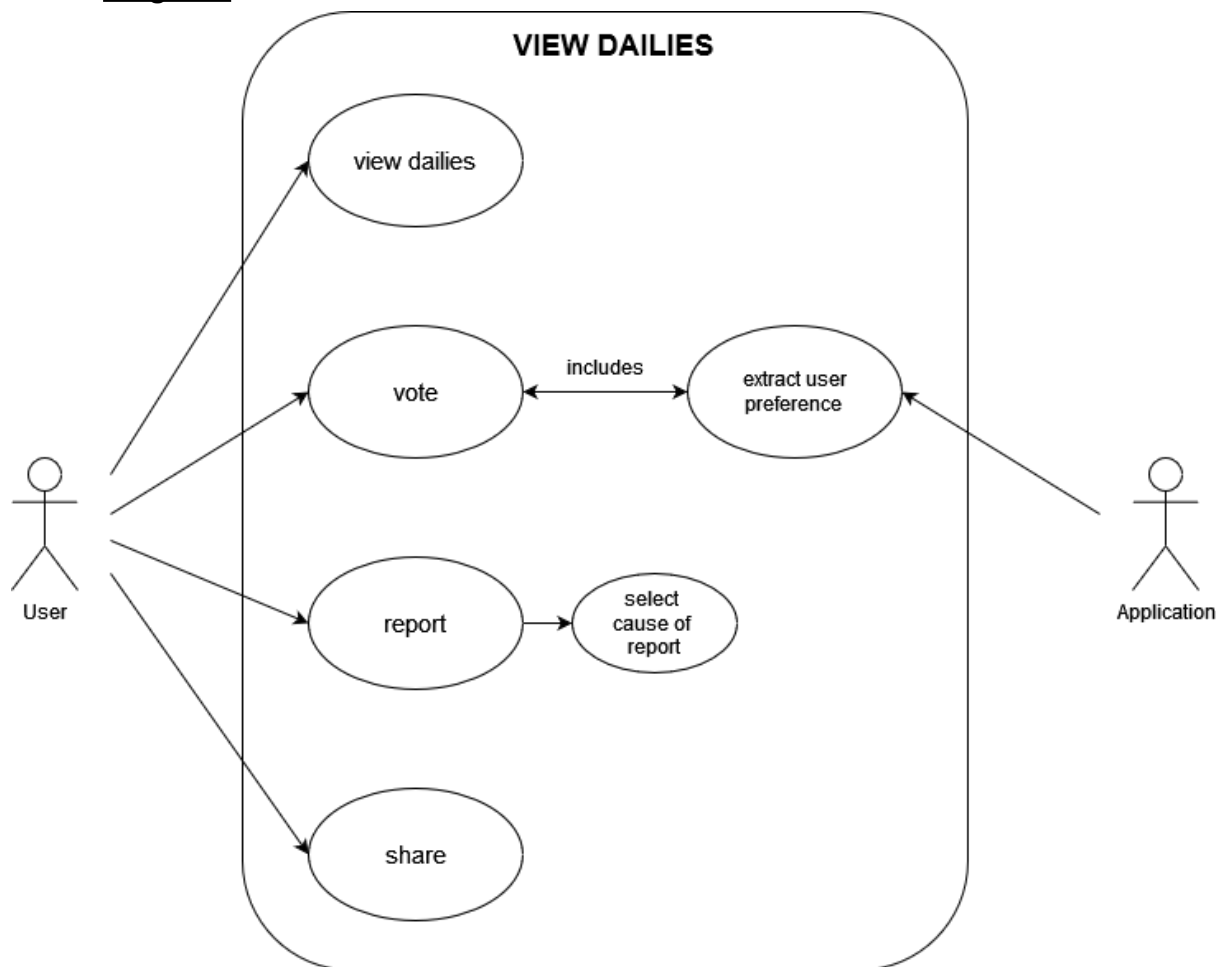 VIEW DAILIES
view dailies
vote
includes
extract user
preference
User
Application
report
select
cause of
report
share